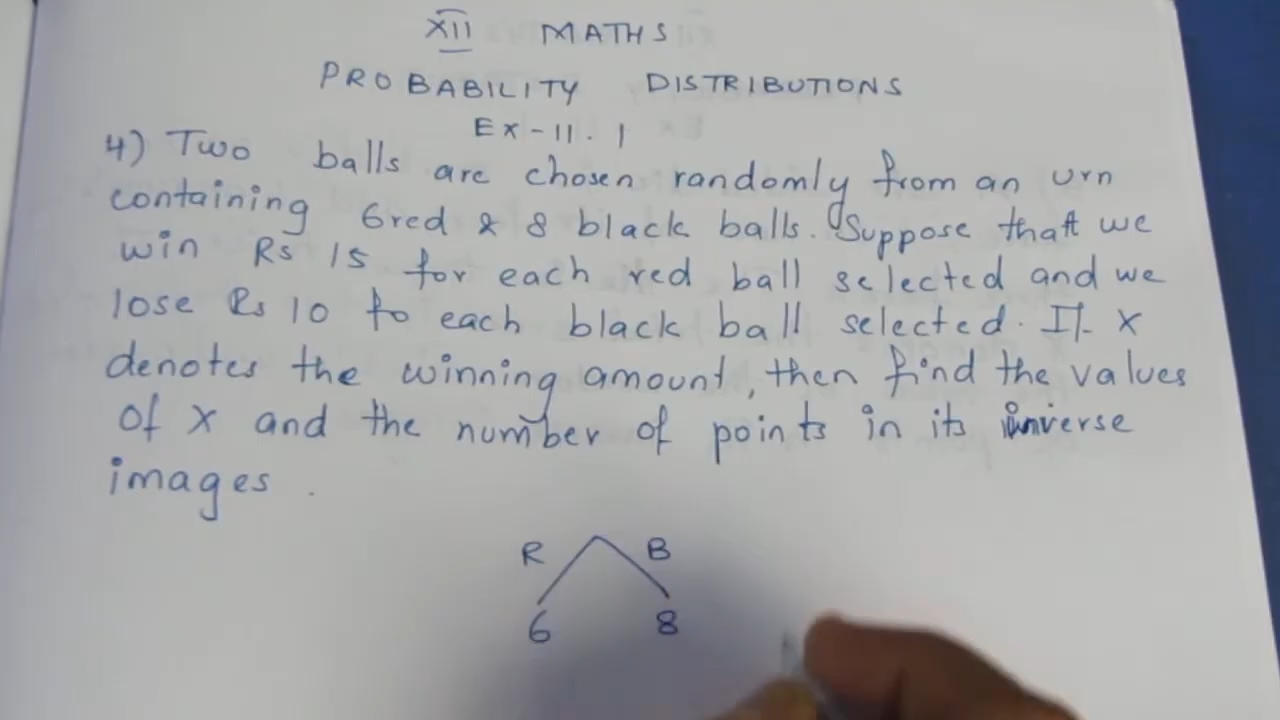 XII MATHS
PROBABILITY DISTRIBUTIONS
Ex - 11.1
4) Two balls are chosen randomly from an urn
containing 6 red & 8 black balls. Suppose that we
win Rs 15 for each red ball selected and we
lose Rs 10 to each black ball selected. If X
denotes the winning amount, then find the values
of X and the number of points in its inverse
images.
R B
6 8